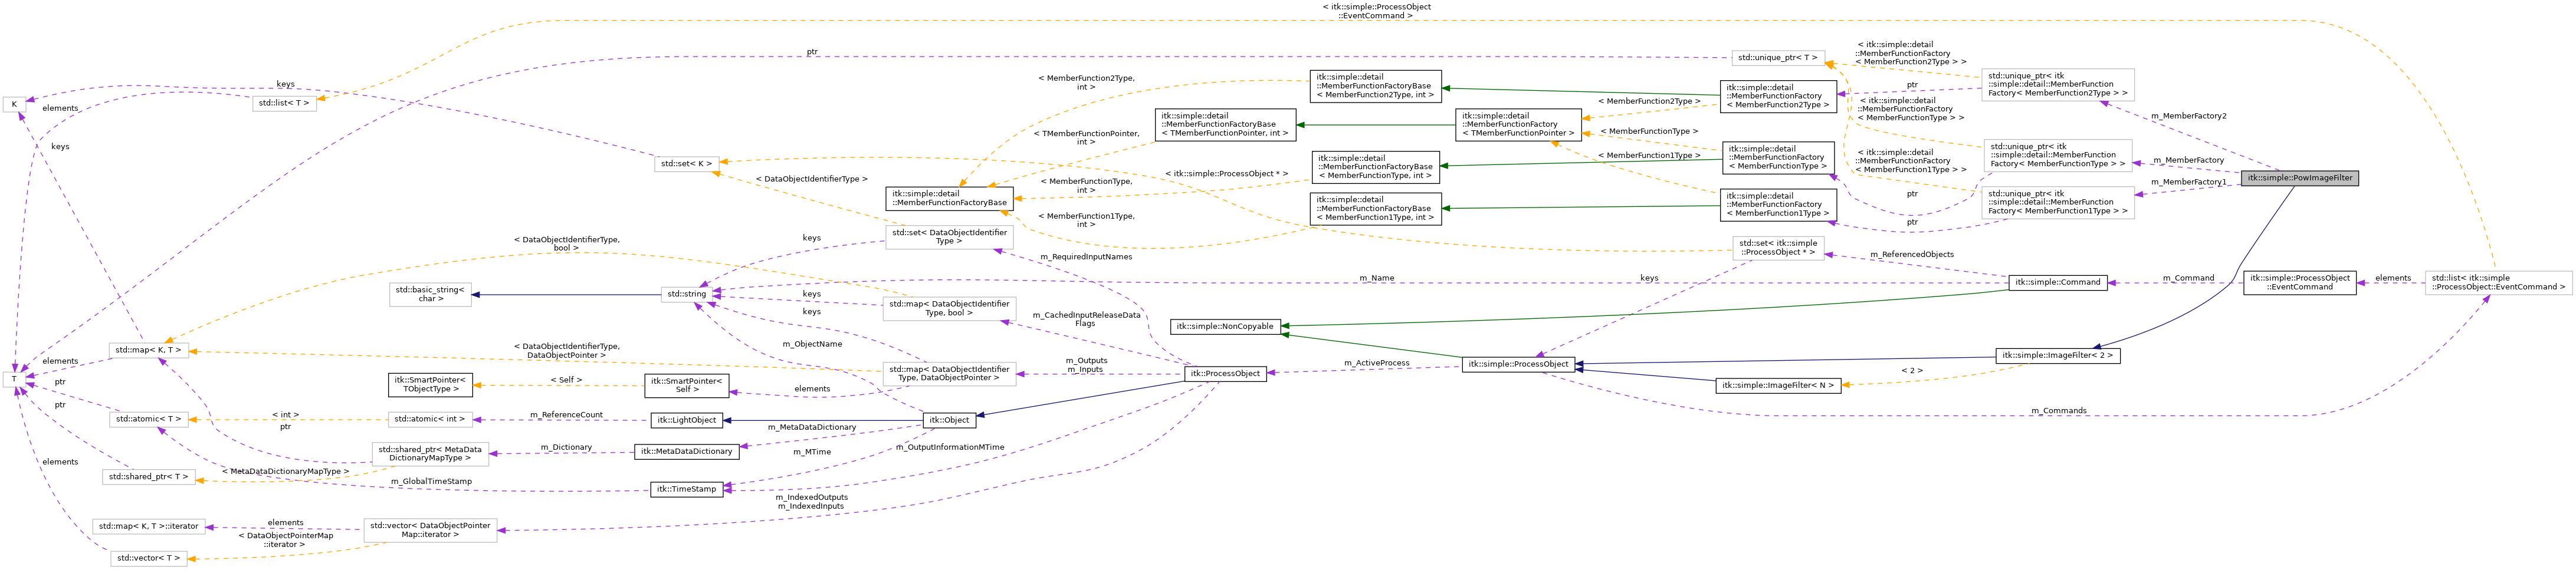 < itk::simple::ProcessObject
::EventCommand >
ptr
std::unique_ptr< T >
< itk::simple::detail
::MemberFunctionFactory
< MemberFunction2Type > >
keys
K
elements
std::list< T >
< MemberFunction2Type,
int >
itk::simple::detail
::MemberFunctionFactoryBase
< MemberFunction2Type, int >
itk::simple::detail
::MemberFunctionFactory
< MemberFunction2Type >
ptr
std::unique_ptr< itk
::simple::detail::MemberFunction
Factory< MemberFunction2Type > >
< MemberFunction2Type >
< itk::simple::detail
::MemberFunctionFactory
< MemberFunctionType > >
m_MemberFactory2
itk::simple::detail
::MemberFunctionFactoryBase
< TMemberFunctionPointer, int >
itk::simple::detail
::MemberFunctionFactory
< TMemberFunctionPointer >
< TMemberFunctionPointer,
int >
< MemberFunctionType >
keys
std::set< K >
itk::simple::detail
::MemberFunctionFactoryBase
< MemberFunctionType, int >
< MemberFunction1Type >
itk::simple::detail
::MemberFunctionFactory
< MemberFunctionType >
< itk::simple::detail
::MemberFunctionFactory
< MemberFunction1Type > >
std::unique_ptr< itk
::simple::detail::MemberFunction
Factory< MemberFunctionType > >
m_MemberFactory
itk::simple::PowImageFilter
< DataObjectIdentifierType >
< itk::simple::ProcessObject * >
m_MemberFactory1
< MemberFunctionType,
int >
itk::simple::detail
::MemberFunctionFactoryBase
itk::simple::detail
::MemberFunctionFactoryBase
< MemberFunction1Type, int >
itk::simple::detail
::MemberFunctionFactory
< MemberFunction1Type >
ptr
std::unique_ptr< itk
::simple::detail::MemberFunction
Factory< MemberFunction1Type > >
< MemberFunction1Type,
int >
ptr
std::set< DataObjectIdentifier
Type >
keys
< DataObjectIdentifierType,
bool >
std::set< itk::simple
::ProcessObject * >
m_RequiredInputNames
m_ReferencedObjects
std::basic_string<
char >
std::string
m_Name
keys
itk::simple::Command
m_Command
itk::simple::ProcessObject
::EventCommand
elements
std::list< itk::simple
::ProcessObject::EventCommand >
keys
std::map< DataObjectIdentifier
Type, bool >
keys
m_CachedInputReleaseData
Flags
itk::simple::NonCopyable
m_ObjectName
std::map< K, T >
< DataObjectIdentifierType,
DataObjectPointer >
elements
m_Outputs
m_Inputs
m_ActiveProcess
itk::simple::ProcessObject
itk::simple::ImageFilter< 2 >
T
ptr
itk::SmartPointer<
TObjectType >
< Self >
itk::SmartPointer<
Self >
elements
std::map< DataObjectIdentifier
Type, DataObjectPointer >
itk::ProcessObject
itk::simple::ImageFilter< N >
< 2 >
ptr
std::atomic< T >
< int >
std::atomic< int >
m_ReferenceCount
itk::LightObject
itk::Object
m_Commands
ptr
m_MetaDataDictionary
std::shared_ptr< MetaData
DictionaryMapType >
m_Dictionary
itk::MetaDataDictionary
m_MTime
m_OutputInformationMTime
elements
std::shared_ptr< T >
< MetaDataDictionaryMapType >
m_GlobalTimeStamp
itk::TimeStamp
m_IndexedOutputs
m_IndexedInputs
std::map< K, T >::iterator
elements
std::vector< DataObjectPointer
Map::iterator >
< DataObjectPointerMap
::iterator >
std::vector< T >